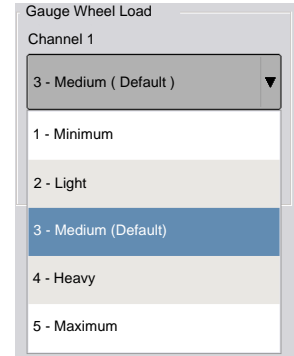 Gauge Wheel Load
Channel 1
3 - Medium ( Default )
1 - Minimum
2 - Light
3 - Medium (Default)
4 - Heavy
5 - Maximum